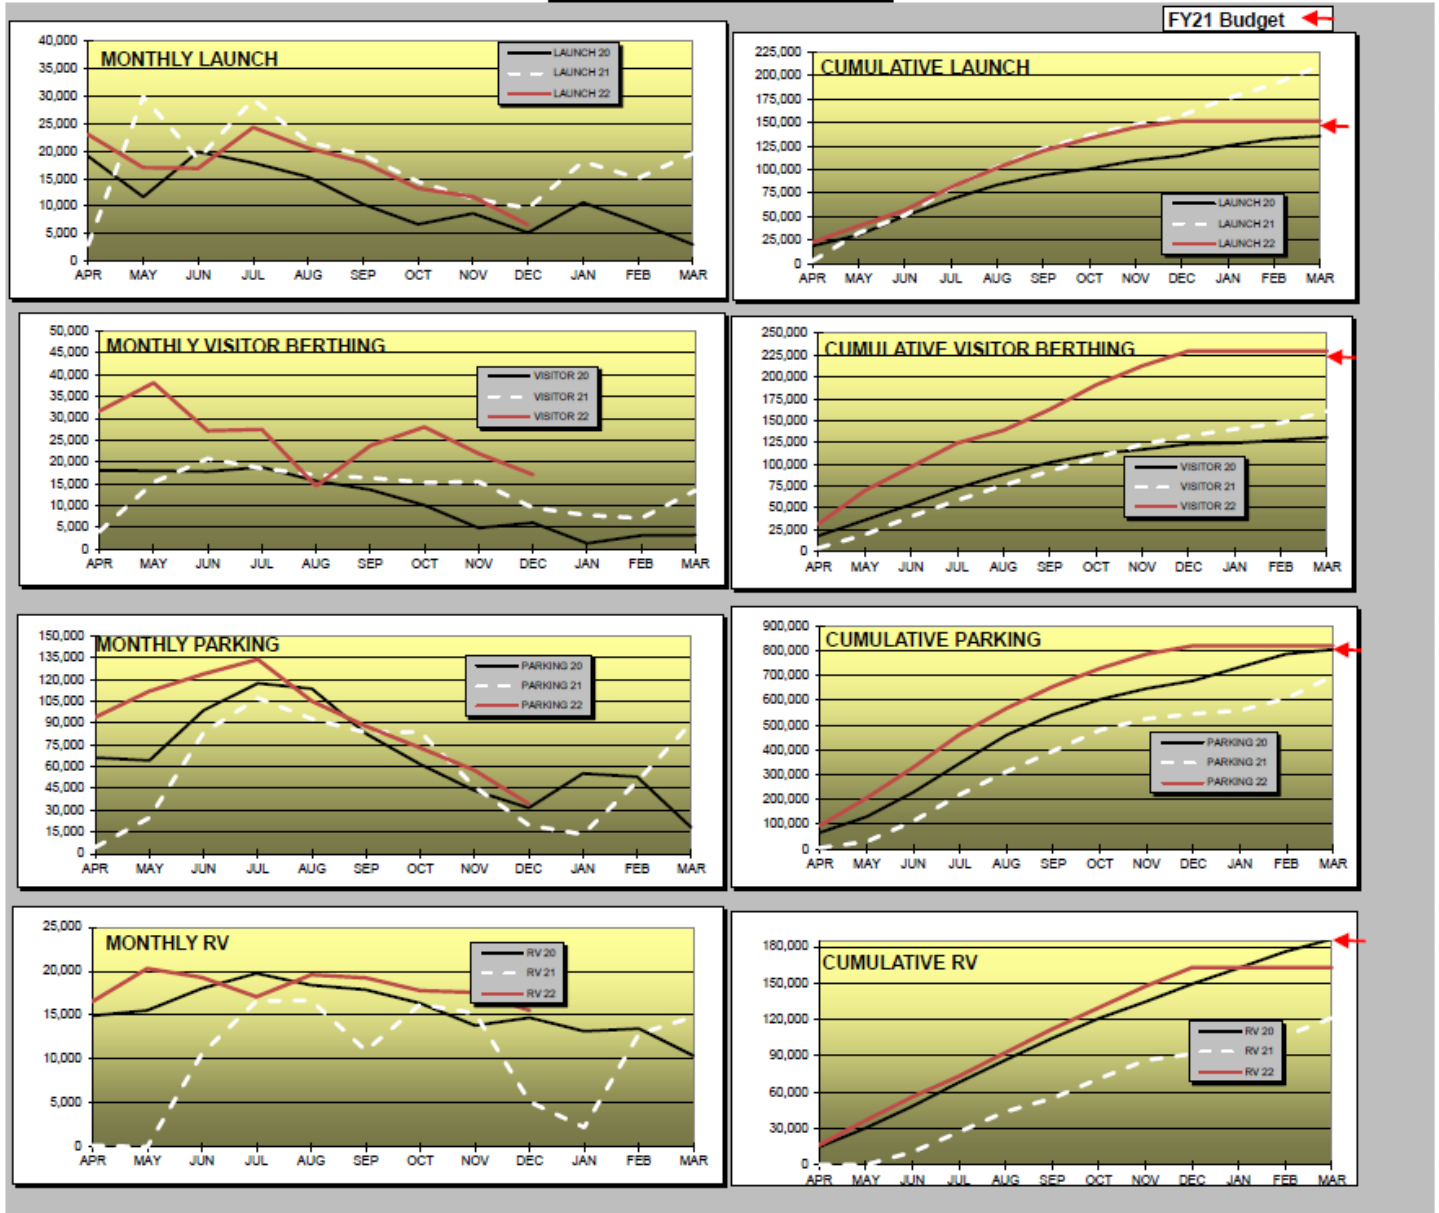 FY21 Budget
MONTHLY LAUNCH
40,000
35,000
30,000
25,000
20,000
15,000
10,000
5,000
0
LAUNCH 20
LAUNCH 21
LAUNCH 22
APR MAY JUN JUL AUG SEP OCT NOV DEC JAN FEB MAR
CUMULATIVE LAUNCH
225,000
200,000
175,000
150,000
125,000
100,000
75,000
50,000
25,000
0
LAUNCH 20
LAUNCH 21
LAUNCH 22
APR MAY JUN JUL AUG SEP OCT NOV DEC JAN FEB MAR
MONTHLY VISITOR BERTHING
50,000
45,000
40,000
35,000
30,000
25,000
20,000
15,000
10,000
5,000
0
VISITOR 20
VISITOR 21
VISITOR 22
APR MAY JUN JUL AUG SEP OCT NOV DEC JAN FEB MAR
CUMULATIVE VISITOR BERTHING
250,000
225,000
200,000
175,000
150,000
125,000
100,000
75,000
50,000
25,000
0
VISITOR 20
VISITOR 21
VISITOR 22
APR MAY JUN JUL AUG SEP OCT NOV DEC JAN FEB MAR
MONTHLY PARKING
150,000
135,000
120,000
105,000
90,000
75,000
60,000
45,000
30,000
15,000
0
PARKING 20
PARKING 21
PARKING 22
APR MAY JUN JUL AUG SEP OCT NOV DEC JAN FEB MAR
CUMULATIVE PARKING
900,000
800,000
700,000
600,000
500,000
400,000
300,000
200,000
100,000
0
PARKING 20
PARKING 21
PARKING 22
APR MAY JUN JUL AUG SEP OCT NOV DEC JAN FEB MAR
MONTHLY RV
25,000
20,000
15,000
10,000
5,000
0
RV 20
RV 21
RV 22
APR MAY JUN JUL AUG SEP OCT NOV DEC JAN FEB MAR
CUMULATIVE RV
180,000
150,000
120,000
90,000
60,000
30,000
0
RV 20
RV 21
RV 22
APR MAY JUN JUL AUG SEP OCT NOV DEC JAN FEB MAR